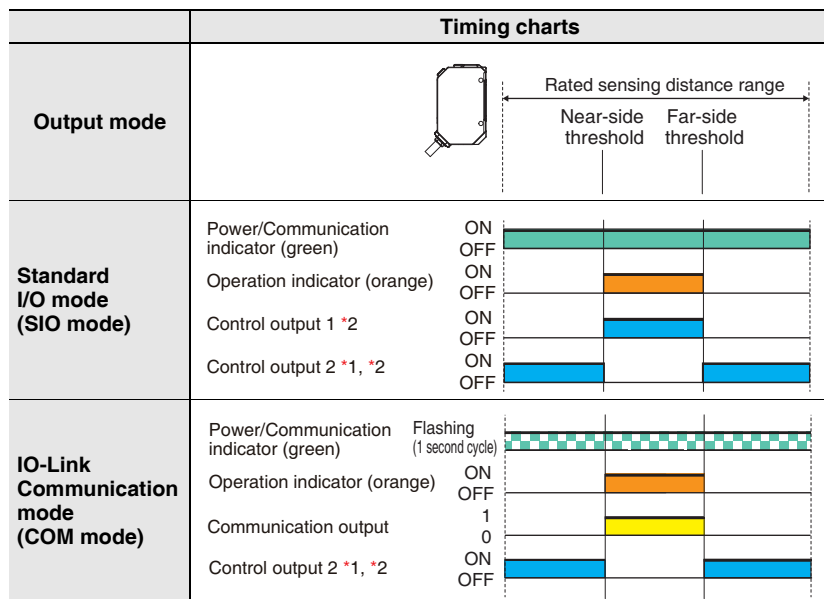 Timing charts
Output mode
Rated sensing distance range
Near-side threshold
Far-side threshold
Standard
I/O mode
(SIO mode)
Power/Communication
indicator (green)
ON
OFF
Operation indicator (orange)
ON
OFF
Control output 1 *2
ON
OFF
Control output 2 *1, *2
ON
OFF
IO-Link
Communication
mode
(COM mode)
Power/Communication
indicator (green)
Flashing
(1 second cycle)
Operation indicator (orange)
ON
OFF
Communication output
1
0
Control output 2 *1, *2
ON
OFF